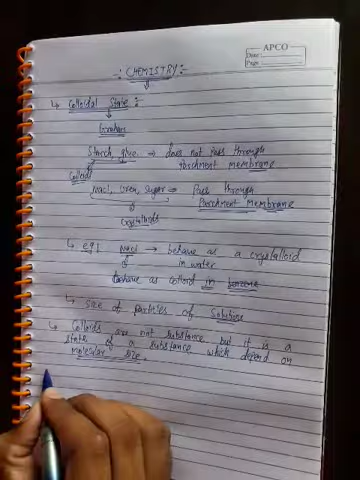 APCO
Date
Page
-: CHEMISTRY :-
↳ Colloidal State :-
Graham
Starch, glue → does not Pass through
parchment membrane
Colloid
NaCl, Urea, Sugar → Pass through
Parchment Membrane
Crystalloids
↳ eg| NaCl → behave as a crystalloid
in water
behave as colloid in benzene
↳ Size of particles of Solution
↳ Colloids are not substance but it is a
state of a substance which depend on
molecular size.